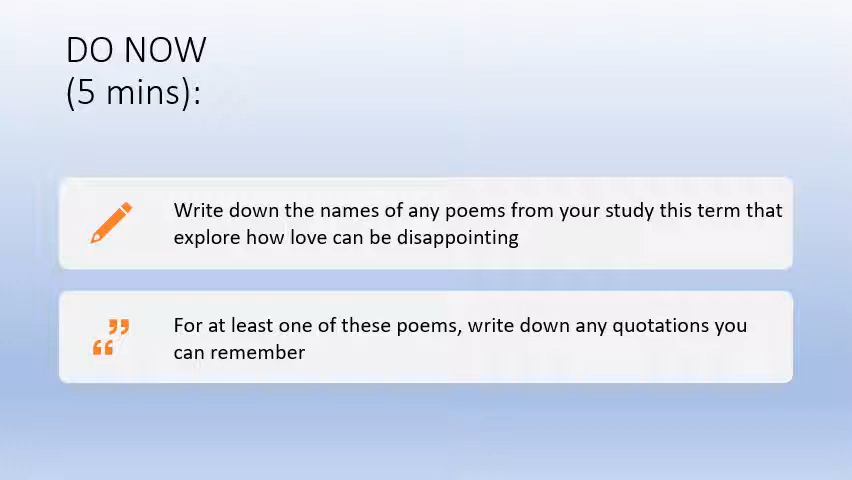 DO NOW
(5 mins):
Write down the names of any poems from your study this term that
explore how love can be disappointing
For at least one of these poems, write down any quotations you
can remember